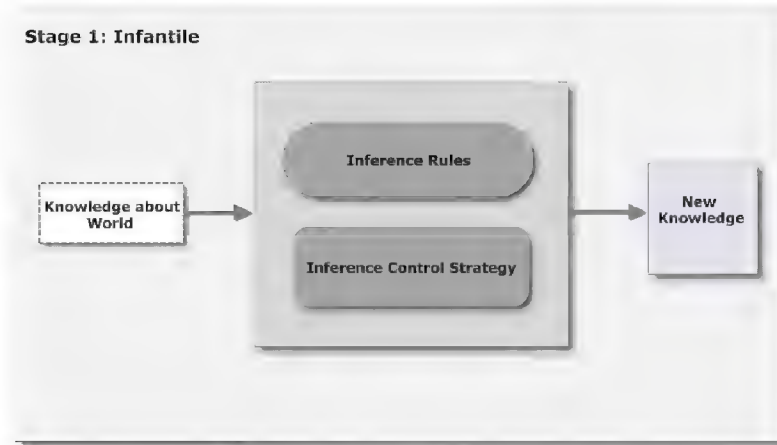 Stage 1: Infantile
Inference Rules
Knowledge about
World
New
Knowledge
Inference Control Strategy